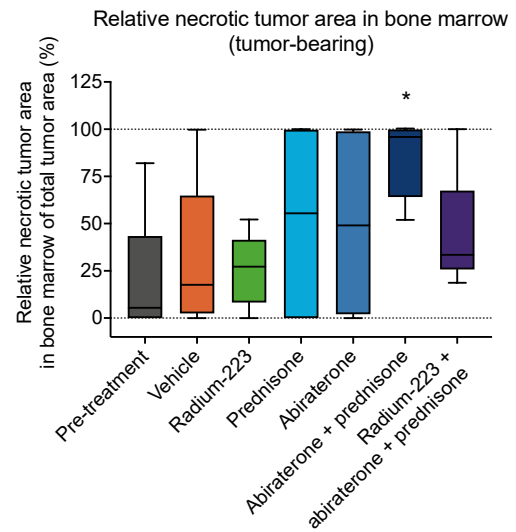 Relative necrotic tumor area in bone marrow
(tumor-bearing)
Relative necrotic tumor area
in bone marrow of total tumor area (%)
125
100
75
50
25
0
*
Pre-treatment
Vehicle
Radium-223
Prednisone
Abiraterone
Abiraterone + prednisone
Radium-223 +
abiraterone + prednisone